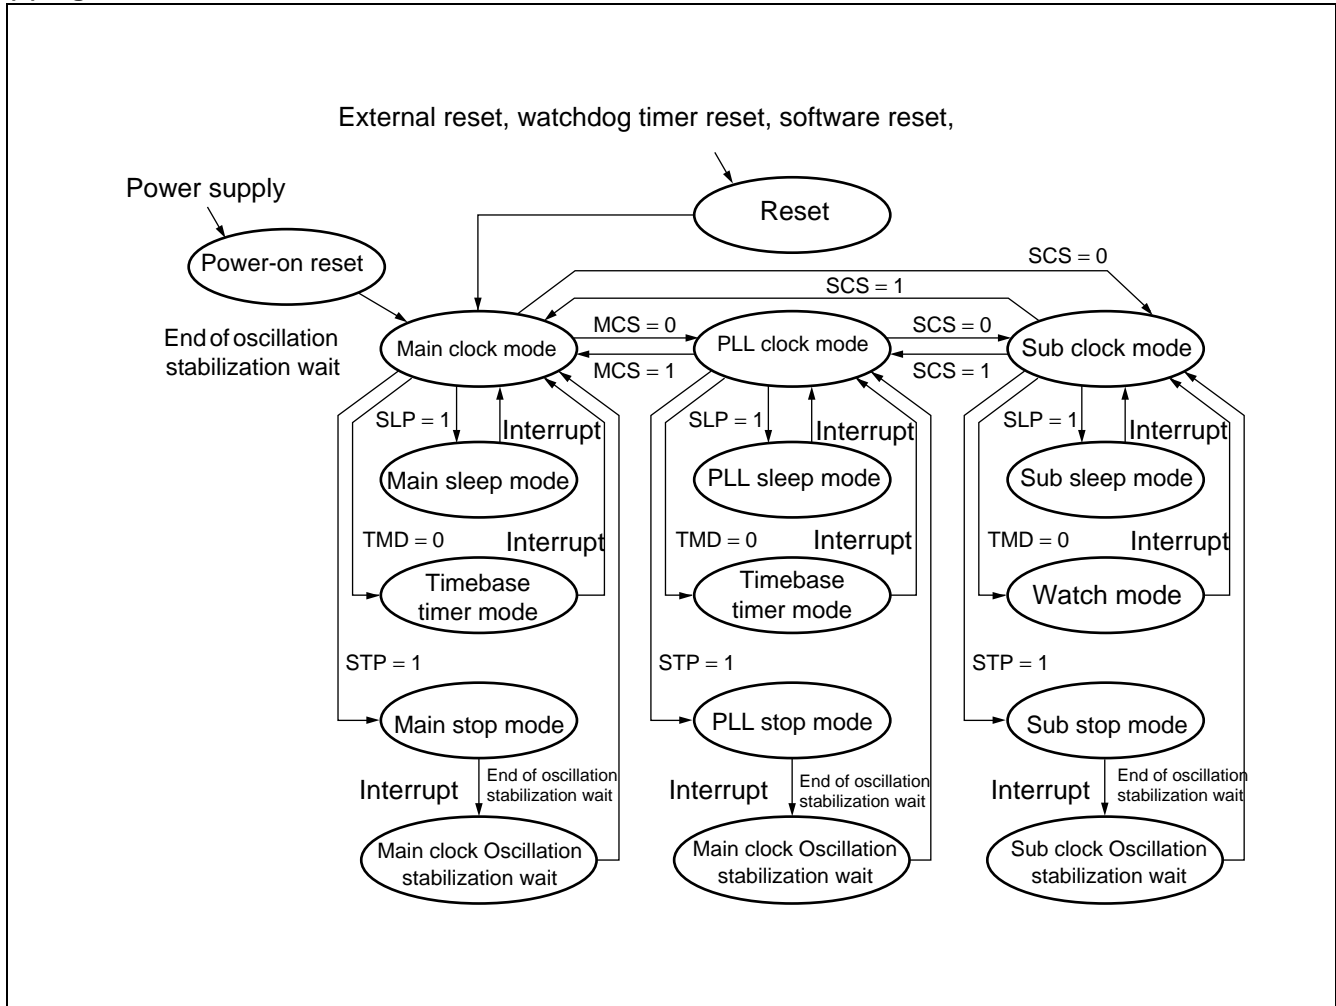 External reset, watchdog timer reset, software reset,
Power supply
Reset
Power-on reset
SCS = 0
SCS = 1
End of oscillation
stabilization wait
Main clock mode
MCS = 0
MCS = 1
PLL clock mode
SCS = 0
SCS = 1
Sub clock mode
SLP = 1
Interrupt
SLP = 1
Interrupt
SLP = 1
Interrupt
Main sleep mode
PLL sleep mode
Sub sleep mode
TMD = 0
Interrupt
TMD = 0
Interrupt
TMD = 0
Interrupt
Timebase
timer mode
Timebase
timer mode
Watch mode
STP = 1
STP = 1
STP = 1
Main stop mode
PLL stop mode
Sub stop mode
Interrupt
End of oscillation
stabilization wait
Interrupt
End of oscillation
stabilization wait
Interrupt
End of oscillation
stabilization wait
Main clock Oscillation
stabilization wait
Main clock Oscillation
stabilization wait
Sub clock Oscillation
stabilization wait